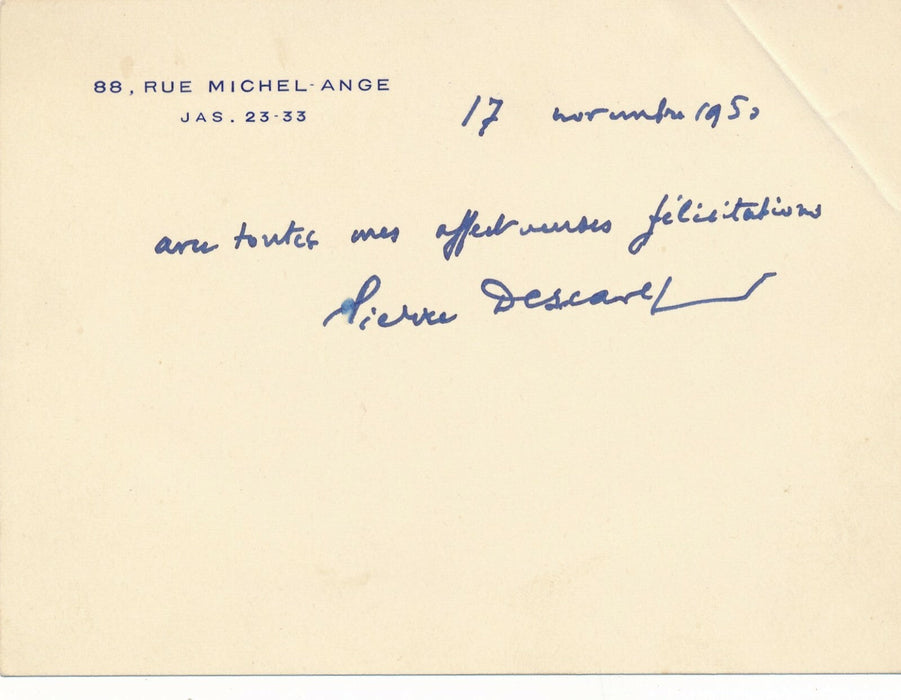 88, RUE MICHEL-ANGE
JAS. 23-33
17 novembre 1950
avec toutes mes affectueuses félicitations
Pierre Descaves